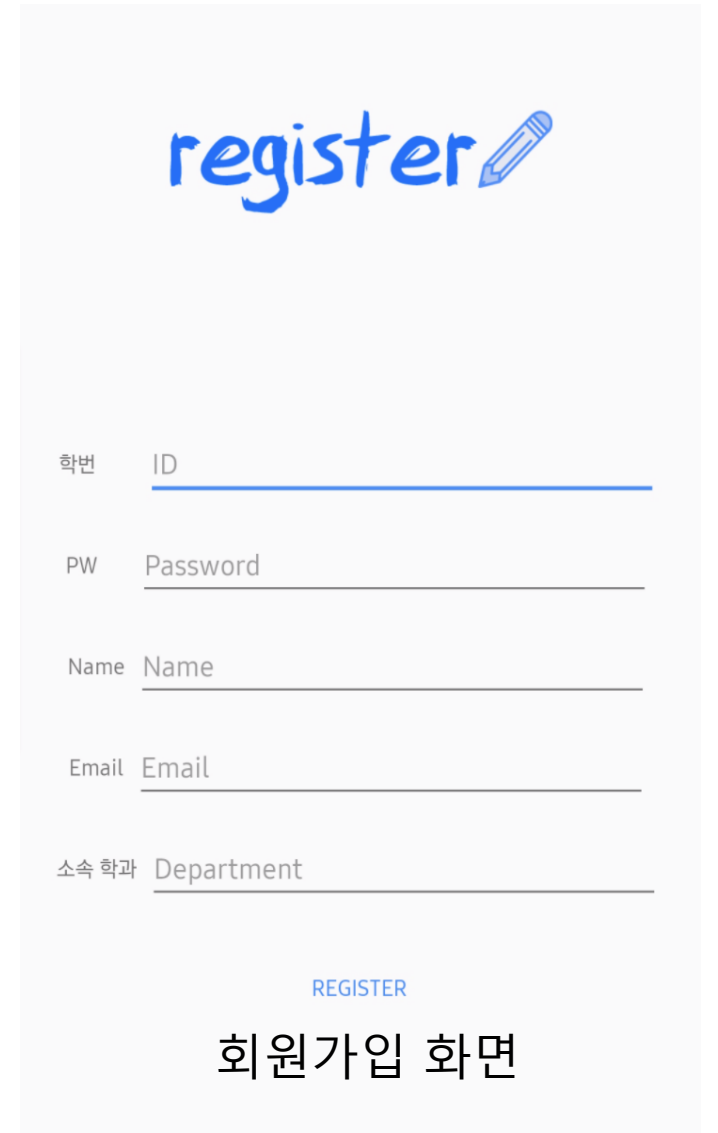 register
학번 ID
PW Password
Name Name
Email Email
소속 학과 Department
REGISTER
회원가입 화면